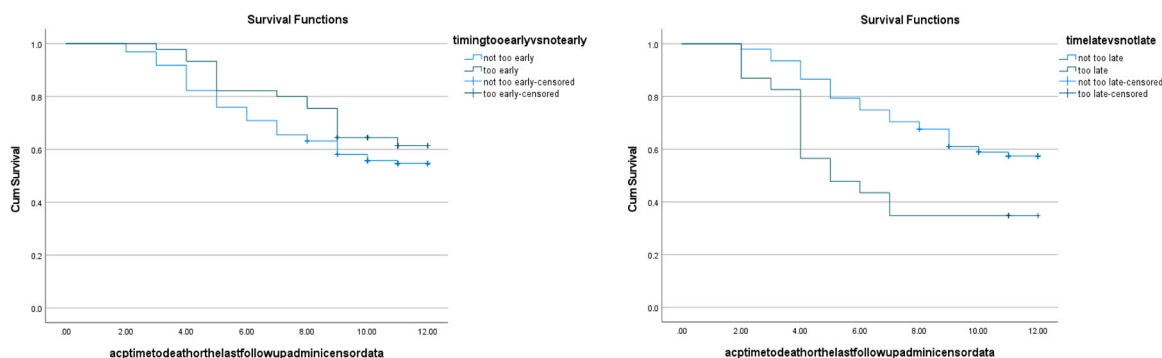 Survival Functions
timingtooearlyvsnotearly
not too early
too early
not too early-censored
too early-censored
Cum Survival
1.0
0.8
0.6
0.4
0.2
0.0
.00 2.00 4.00 6.00 8.00 10.00 12.00
acptimetodeathorthelastfollowupadminicensordata
Survival Functions
timelatevsnotlate
not too late
too late
not too late-censored
too late-censored
Cum Survival
1.0
0.8
0.6
0.4
0.2
0.0
.00 2.00 4.00 6.00 8.00 10.00 12.00
acptimetodeathorthelastfollowupadminicensordata